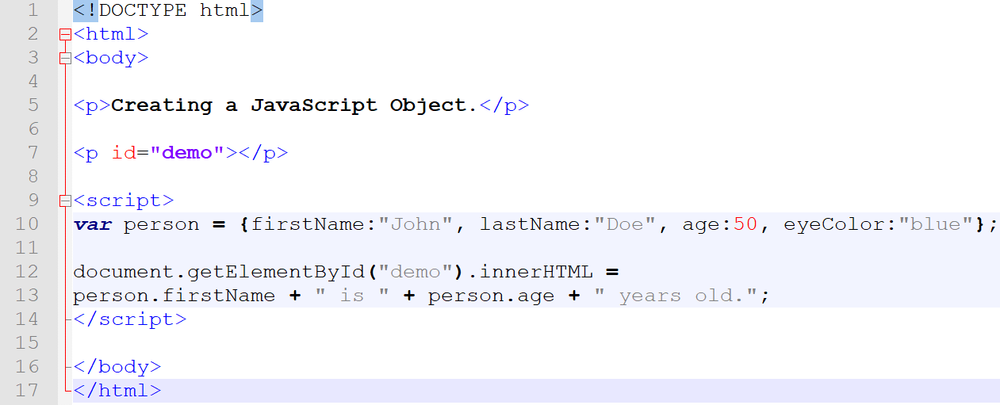 1 <!DOCTYPE html>
2 <html>
3 <body>
4
5 <p>Creating a JavaScript Object.</p>
6
7 <p id="demo"></p>
8
9 <script>
10 var person = {firstName:"John", lastName:"Doe", age:50, eyeColor:"blue"};
11
12 document.getElementById("demo").innerHTML =
13 person.firstName + " is " + person.age + " years old.";
14 </script>
15
16 </body>
17 </html>